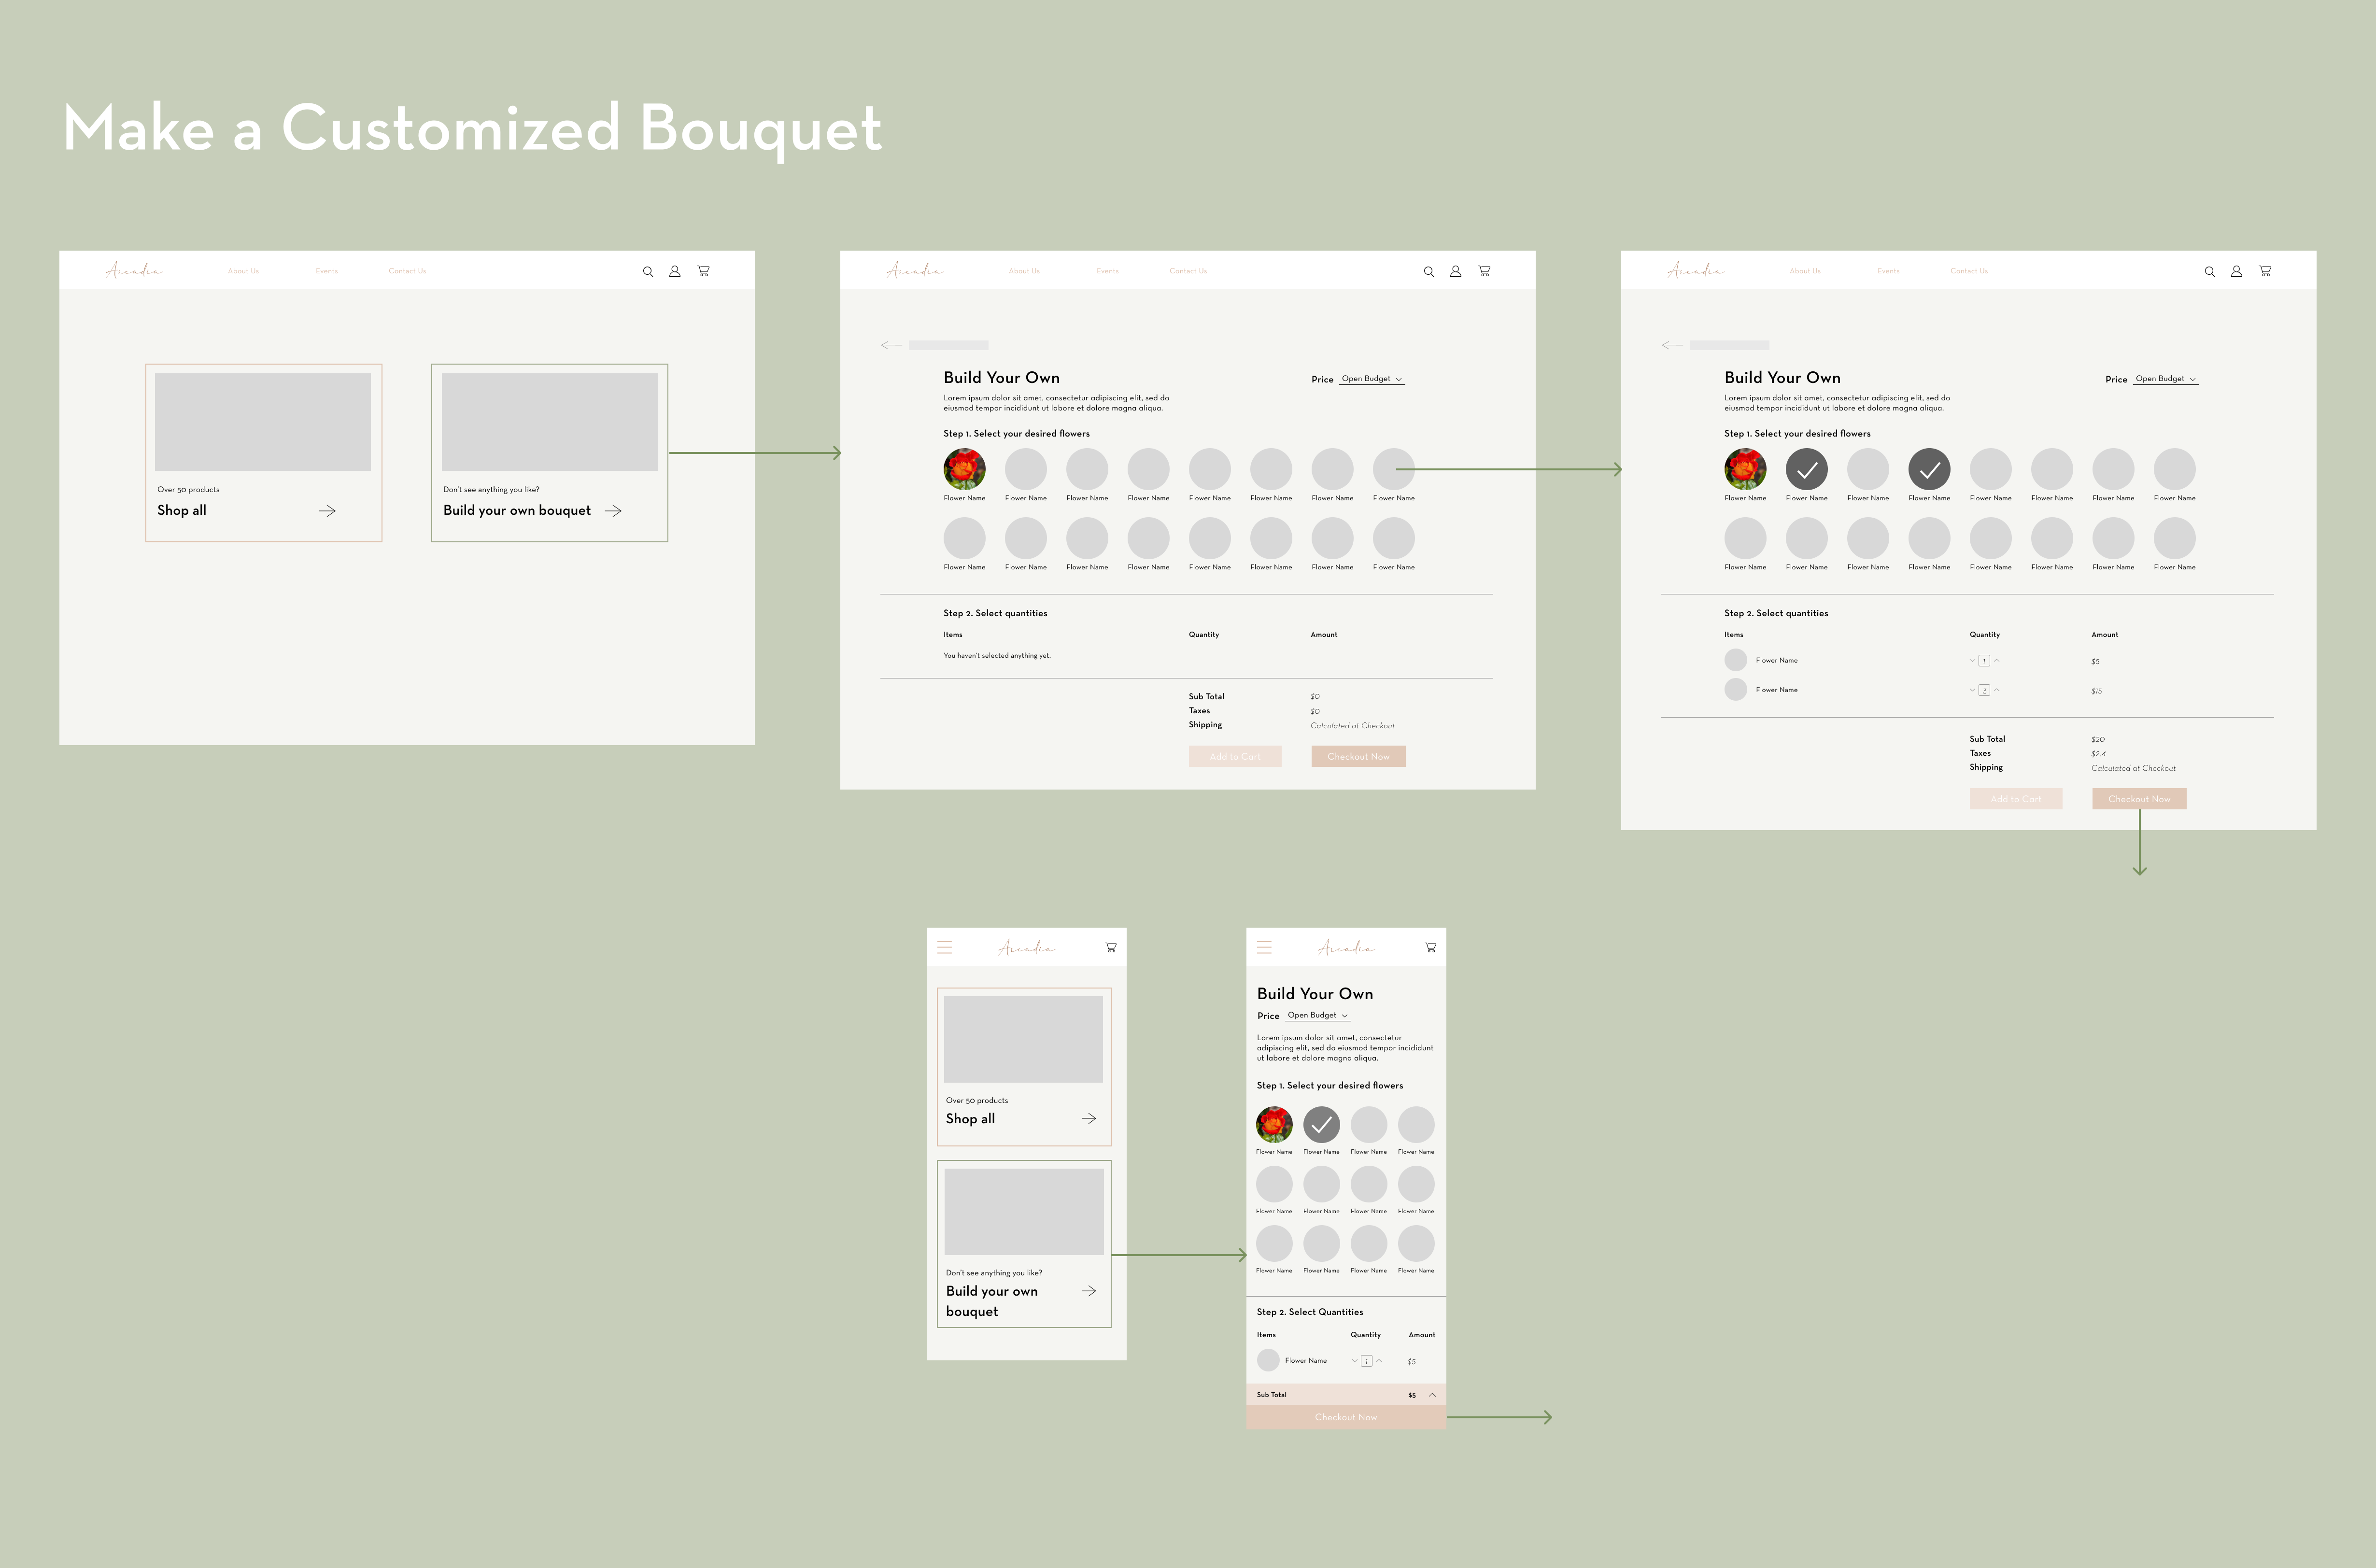 Make a Customized Bouquet
Arcadia About Us Events Contact Us
Over 50 products
Shop all
Don't see anything you like?
Build your own bouquet
Arcadia About Us Events Contact Us
Build Your Own
Price Open Budget
Lorem ipsum dolor sit amet, consectetur adipiscing elit, sed do
eiusmod tempor incididunt ut labore et dolore magna aliqua.
Step 1. Select your desired flowers
Flower Name Flower Name Flower Name Flower Name Flower Name Flower Name Flower Name Flower Name
Flower Name Flower Name Flower Name Flower Name Flower Name Flower Name Flower Name Flower Name
Step 2. Select quantities
Items Quantity Amount
You haven't selected anything yet.
Sub Total $0
Taxes $0
Shipping Calculated at Checkout
Add to Cart Checkout Now
Arcadia About Us Events Contact Us
Build Your Own
Price Open Budget
Lorem ipsum dolor sit amet, consectetur adipiscing elit, sed do
eiusmod tempor incididunt ut labore et dolore magna aliqua.
Step 1. Select your desired flowers
Flower Name Flower Name Flower Name Flower Name Flower Name Flower Name Flower Name Flower Name
Flower Name Flower Name Flower Name Flower Name Flower Name Flower Name Flower Name Flower Name
Step 2. Select quantities
Items Quantity Amount
Flower Name 1 $5
Flower Name 3 $15
Sub Total $20
Taxes $2.4
Shipping Calculated at Checkout
Add to Cart Checkout Now
Arcadia
Over 50 products
Shop all
Don't see anything you like?
Build your own
bouquet
Arcadia
Build Your Own
Price Open Budget
Lorem ipsum dolor sit amet, consectetur
adipiscing elit, sed do eiusmod tempor incididunt
ut labore et dolore magna aliqua.
Step 1. Select your desired flowers
Flower Name Flower Name Flower Name Flower Name
Flower Name Flower Name Flower Name Flower Name
Flower Name Flower Name Flower Name Flower Name
Step 2. Select Quantities
Items Quantity Amount
Flower Name 1 $5
Sub Total $5
Checkout Now